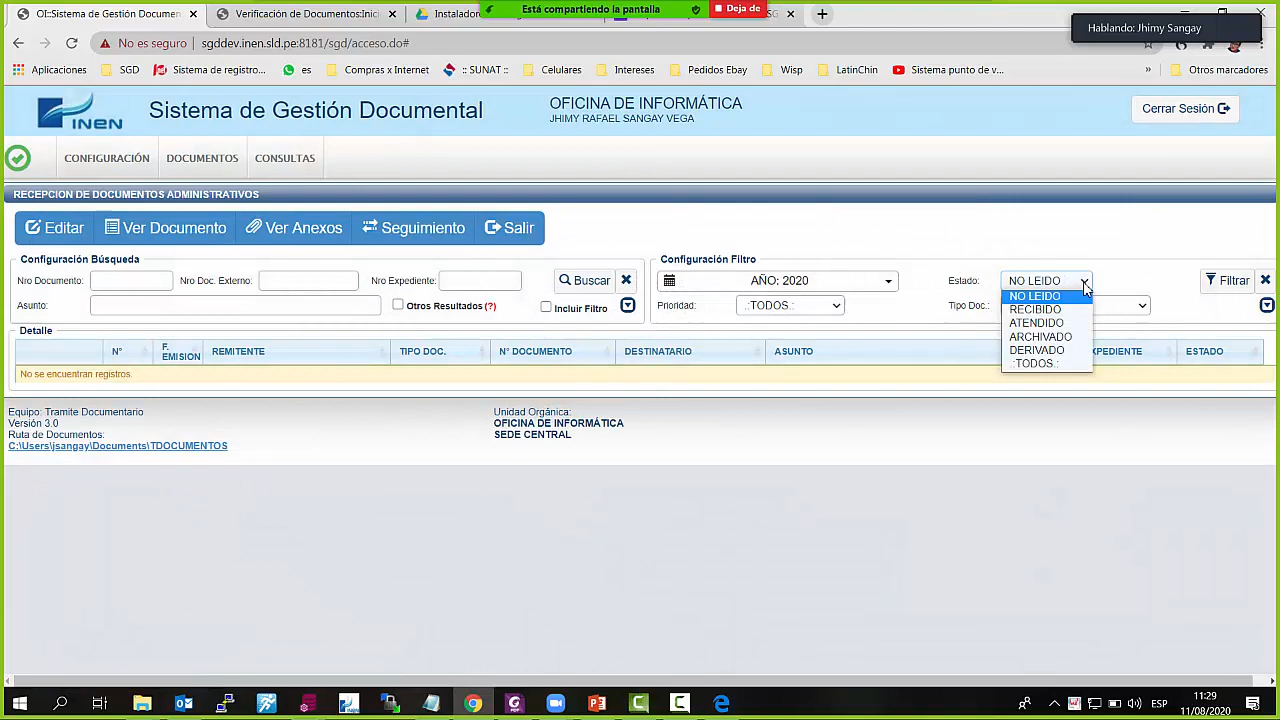 OI:Sistema de Gestión Documen
Verificación de Documentos:Inici
Instalador
Está compartiendo la pantalla
Deja de
Hablando: Jhimy Sangay
No es seguro
sgddev.inen.sld.pe:8181/sgd/acceso.do#
Aplicaciones
SGD
Sistema de registro...
es
Compras x Internet
:: SUNAT ::
Celulares
Intereses
Pedidos Ebay
Wisp
LatinChin
Sistema punto de v...
»
Otros marcadores
INEN
Sistema de Gestión Documental
OFICINA DE INFORMÁTICA
JHIMY RAFAEL SANGAY VEGA
Cerrar Sesión
CONFIGURACIÓN
DOCUMENTOS
CONSULTAS
RECEPCION DE DOCUMENTOS ADMINISTRATIVOS
Editar
Ver Documento
Ver Anexos
Seguimiento
Salir
Configuración Búsqueda
Nro Documento:
Nro Doc. Externo:
Nro Expediente:
Buscar
Asunto:
Otros Resultados (?)
Incluir Filtro
Configuración Filtro
AÑO: 2020
Estado:
NO LEIDO
Filtrar
Prioridad:
.:TODOS.:
Tipo Doc.:
NO LEIDO
RECIBIDO
ATENDIDO
ARCHIVADO
DERIVADO
.:TODOS.:
Detalle
N°
F. EMISION
REMITENTE
TIPO DOC.
N° DOCUMENTO
DESTINATARIO
ASUNTO
XPEDIENTE
ESTADO
No se encuentran registros.
Equipo: Tramite Documentario
Versión 3.0
Ruta de Documentos:
C:\Users\jsangay\Documents\TDOCUMENTOS
Unidad Orgánica:
OFICINA DE INFORMÁTICA
SEDE CENTRAL
ESP
11:29
11/08/2020